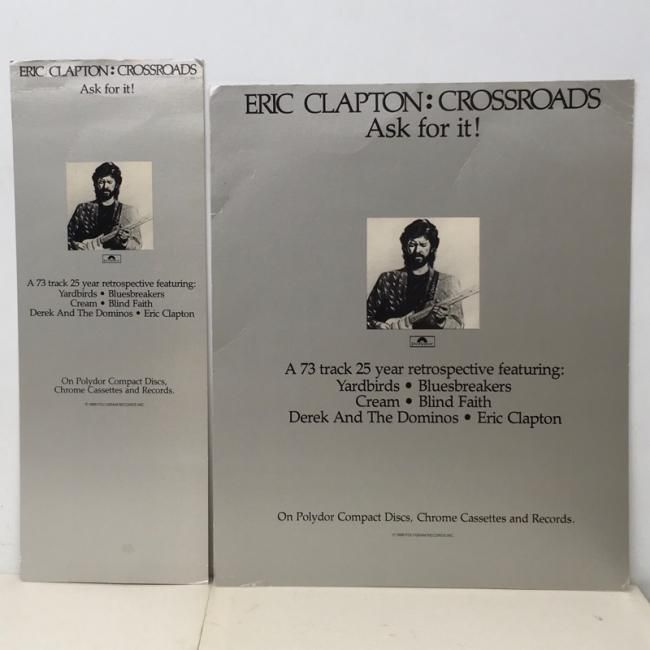 ERIC CLAPTON: CROSSROADS
Ask for it!
A 73 track 25 year retrospective featuring:
Yardbirds • Bluesbreakers
Cream • Blind Faith
Derek And The Dominos • Eric Clapton
On Polydor Compact Discs,
Chrome Cassettes and Records.
ERIC CLAPTON: CROSSROADS
Ask for it!
A 73 track 25 year retrospective featuring:
Yardbirds • Bluesbreakers
Cream • Blind Faith
Derek And The Dominos • Eric Clapton
On Polydor Compact Discs, Chrome Cassettes and Records.